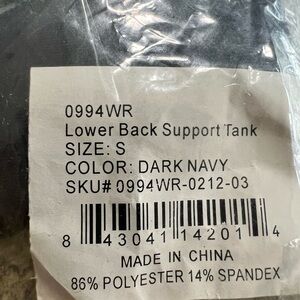 0994WR
Lower Back Support Tank
SIZE: S
COLOR: DARK NAVY
SKU# 0994WR-0212-03
8 43041 14201 4
MADE IN CHINA
86% POLYESTER 14% SPANDEX